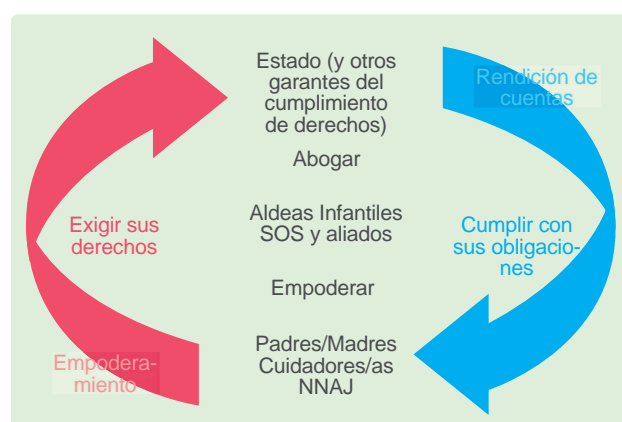 Estado (y otros
garantes del
cumplimiento
de derechos)
Rendición de
cuentas
Abogar
Exigir sus
derechos
Aldeas Infantiles
SOS y aliados
Cumplir con
sus obligacio-
nes
Empoderar
Padres/Madres
Cuidadores/as
NNAJ
Empodera-
miento